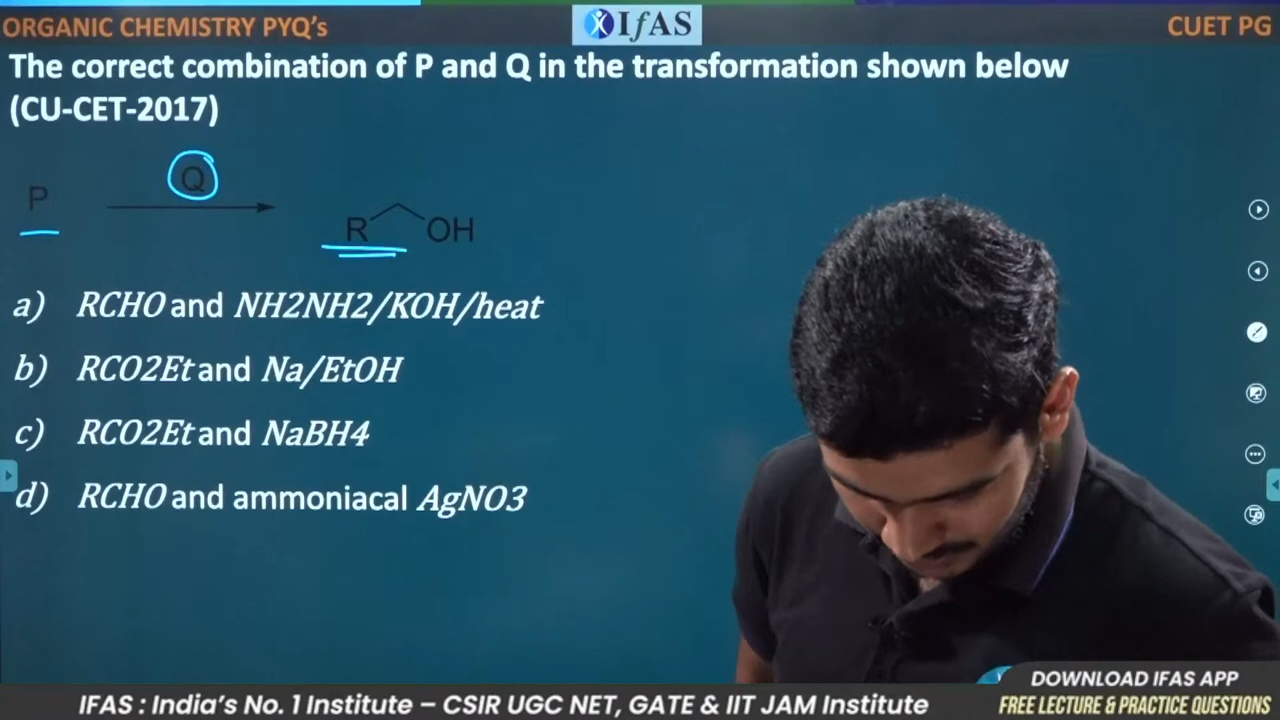 ORGANIC CHEMISTRY PYQ's
IfAS
CUET PG
The correct combination of P and Q in the transformation shown below
(CU-CET-2017)
P
Q
R
OH
a) RCHO and NH2NH2/KOH/heat
b) RCO2Et and Na/EtOH
c) RCO2Et and NaBH4
d) RCHO and ammoniacal AgNO3
DOWNLOAD IFAS APP
IFAS : India's No. 1 Institute – CSIR UGC NET, GATE & IIT JAM Institute
FREE LECTURE & PRACTICE QUESTIONS